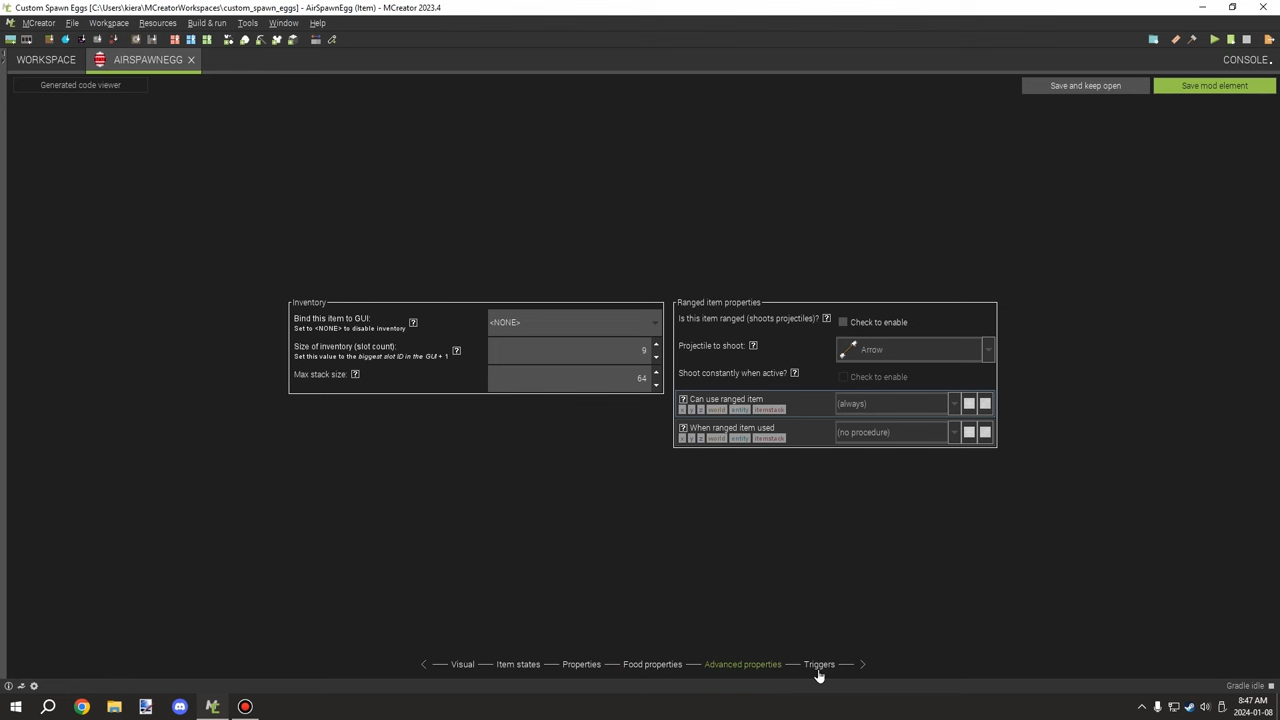 Custom Spawn Eggs [C:\Users\kiera\MCreatorWorkspaces\custom_spawn_eggs] - AirSpawnEgg (Item) - MCreator 2023.4
MCreator File Workspace Resources Build & run Tools Window Help
WORKSPACE AIRSPAWNEGG CONSOLE
Generated code viewer Save and keep open Save mod element
Inventory
Bind this item to GUI:
Set to <NONE> to disable inventory
<NONE>
Size of inventory (slot count):
Set this value to the biggest slot ID in the GUI + 1
9
Max stack size:
64
Ranged item properties
Is this item ranged (shoots projectiles)? Check to enable
Projectile to shoot: Arrow
Shoot constantly when active? Check to enable
Can use ranged item
x y z world entity itemstack
(always)
When ranged item used
x y z world entity itemstack
(no procedure)
Visual Item states Properties Food properties Advanced properties Triggers
Gradle idle
8:47 AM
2024-01-08